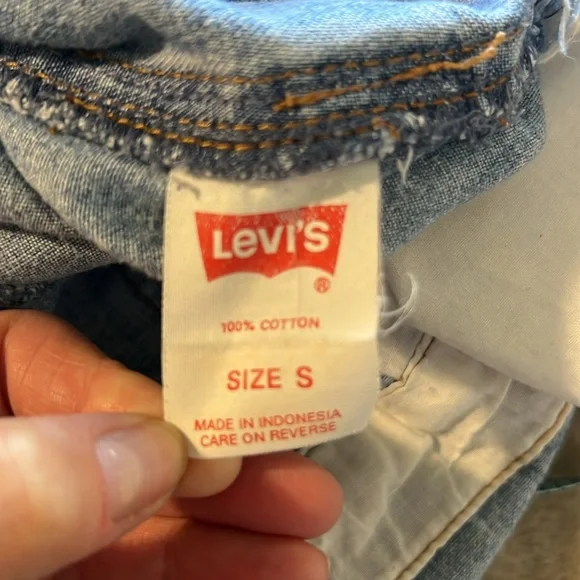 Levi's
®
100% COTTON
SIZE S
MADE IN INDONESIA
CARE ON REVERSE